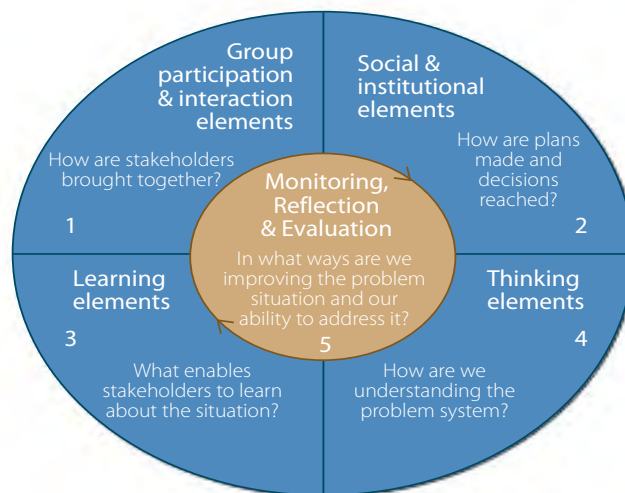 Group
participation
& interaction
elements
How are stakeholders
brought together?
1
Social &
institutional
elements
How are plans
made and
decisions
reached?
2
Monitoring,
Reflection
& Evaluation
In what ways are we
improving the problem
situation and our
ability to address it?
5
Learning
elements
3
What enables
stakeholders to learn
about the situation?
Thinking
elements
4
How are we
understanding the
problem system?